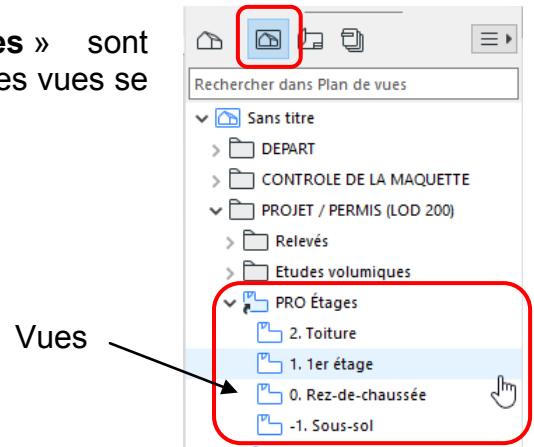 es » sont
es vues se
Rechercher dans Plan de vues
Sans titre
DEPART
CONTROLE DE LA MAQUETTE
PROJET / PERMIS (LOD 200)
Relevés
Etudes volumiques
PRO Étages
2. Toiture
1. 1er étage
0. Rez-de-chaussée
-1. Sous-sol
Vues